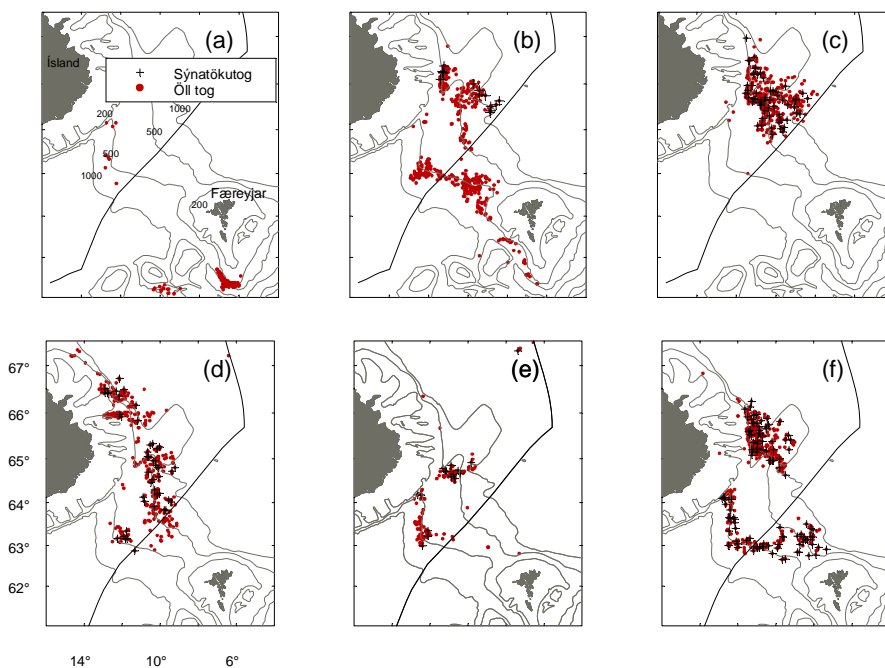 (a)
(b)
(c)
Ísland
+ Sýnatökutog
Öll tog
1000
200
500
500
1000
Færeyjar
200
(d)
(e)
(f)
67°
66°
65°
64°
63°
62°
14° 10° 6°